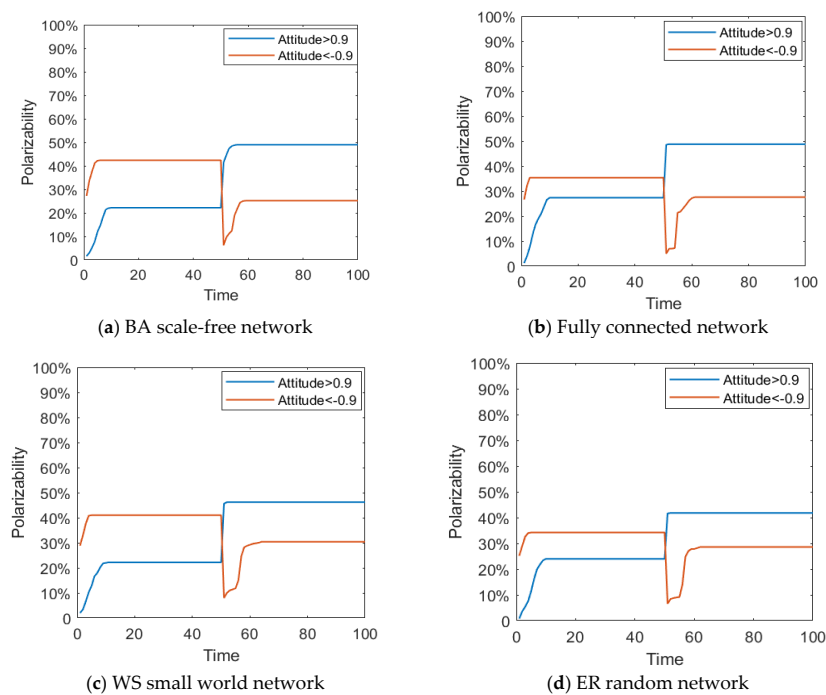 100%
90%
80%
70%
60%
50%
40%
30%
20%
10%
0
Polarizability
Attitude>0.9
Attitude<-0.9
0 20 40 60 80 100
Time
(a) BA scale-free network
100%
90%
80%
70%
60%
50%
40%
30%
20%
10%
0
Polarizability
Attitude>0.9
Attitude<-0.9
0 20 40 60 80 100
Time
(b) Fully connected network
100%
90%
80%
70%
60%
50%
40%
30%
20%
10%
0
Polarizability
Attitude>0.9
Attitude<-0.9
0 20 40 60 80 100
Time
(c) WS small world network
100%
90%
80%
70%
60%
50%
40%
30%
20%
10%
0
Polarizability
Attitude>0.9
Attitude<-0.9
0 20 40 60 80 100
Time
(d) ER random network